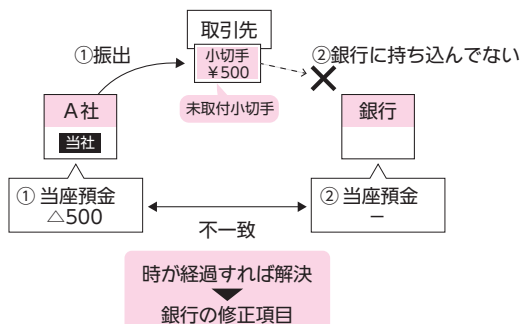 取引先
①振出
小切手
￥500
②銀行に持ち込んでない
未取付小切手
A社
当社
銀行
①当座預金
△500
②当座預金
－
不一致
時が経過すれば解決
銀行の修正項目